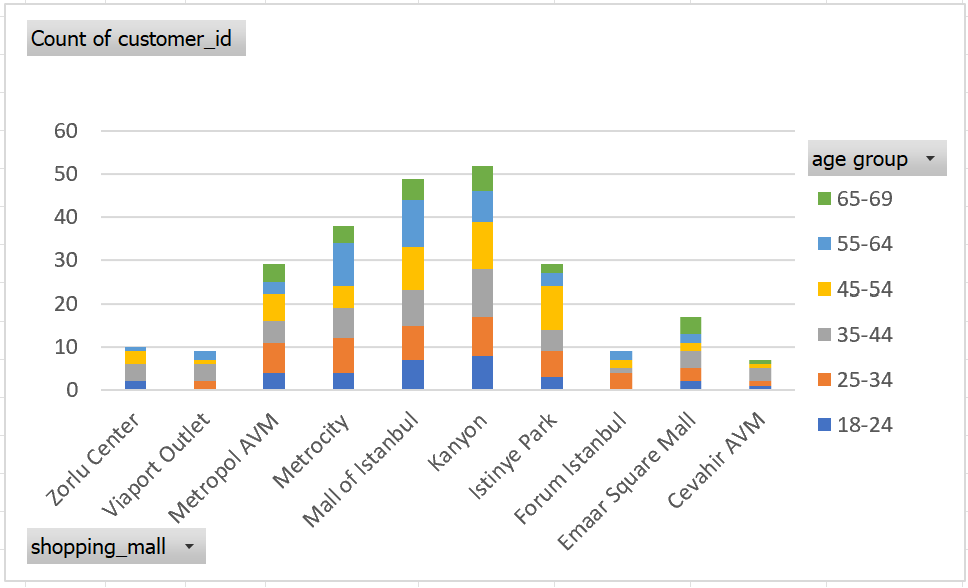 Count of customer_id
60
50
40
30
20
10
0
Zorlu Center
Viaport Outlet
Metropol AVM
Metrocity
Mall of Istanbul
Kanyon
Istinye Park
Forum Istanbul
Emaar Square Mall
Cevahir AVM
age group
65-69
55-64
45-54
35-44
25-34
18-24
shopping_mall